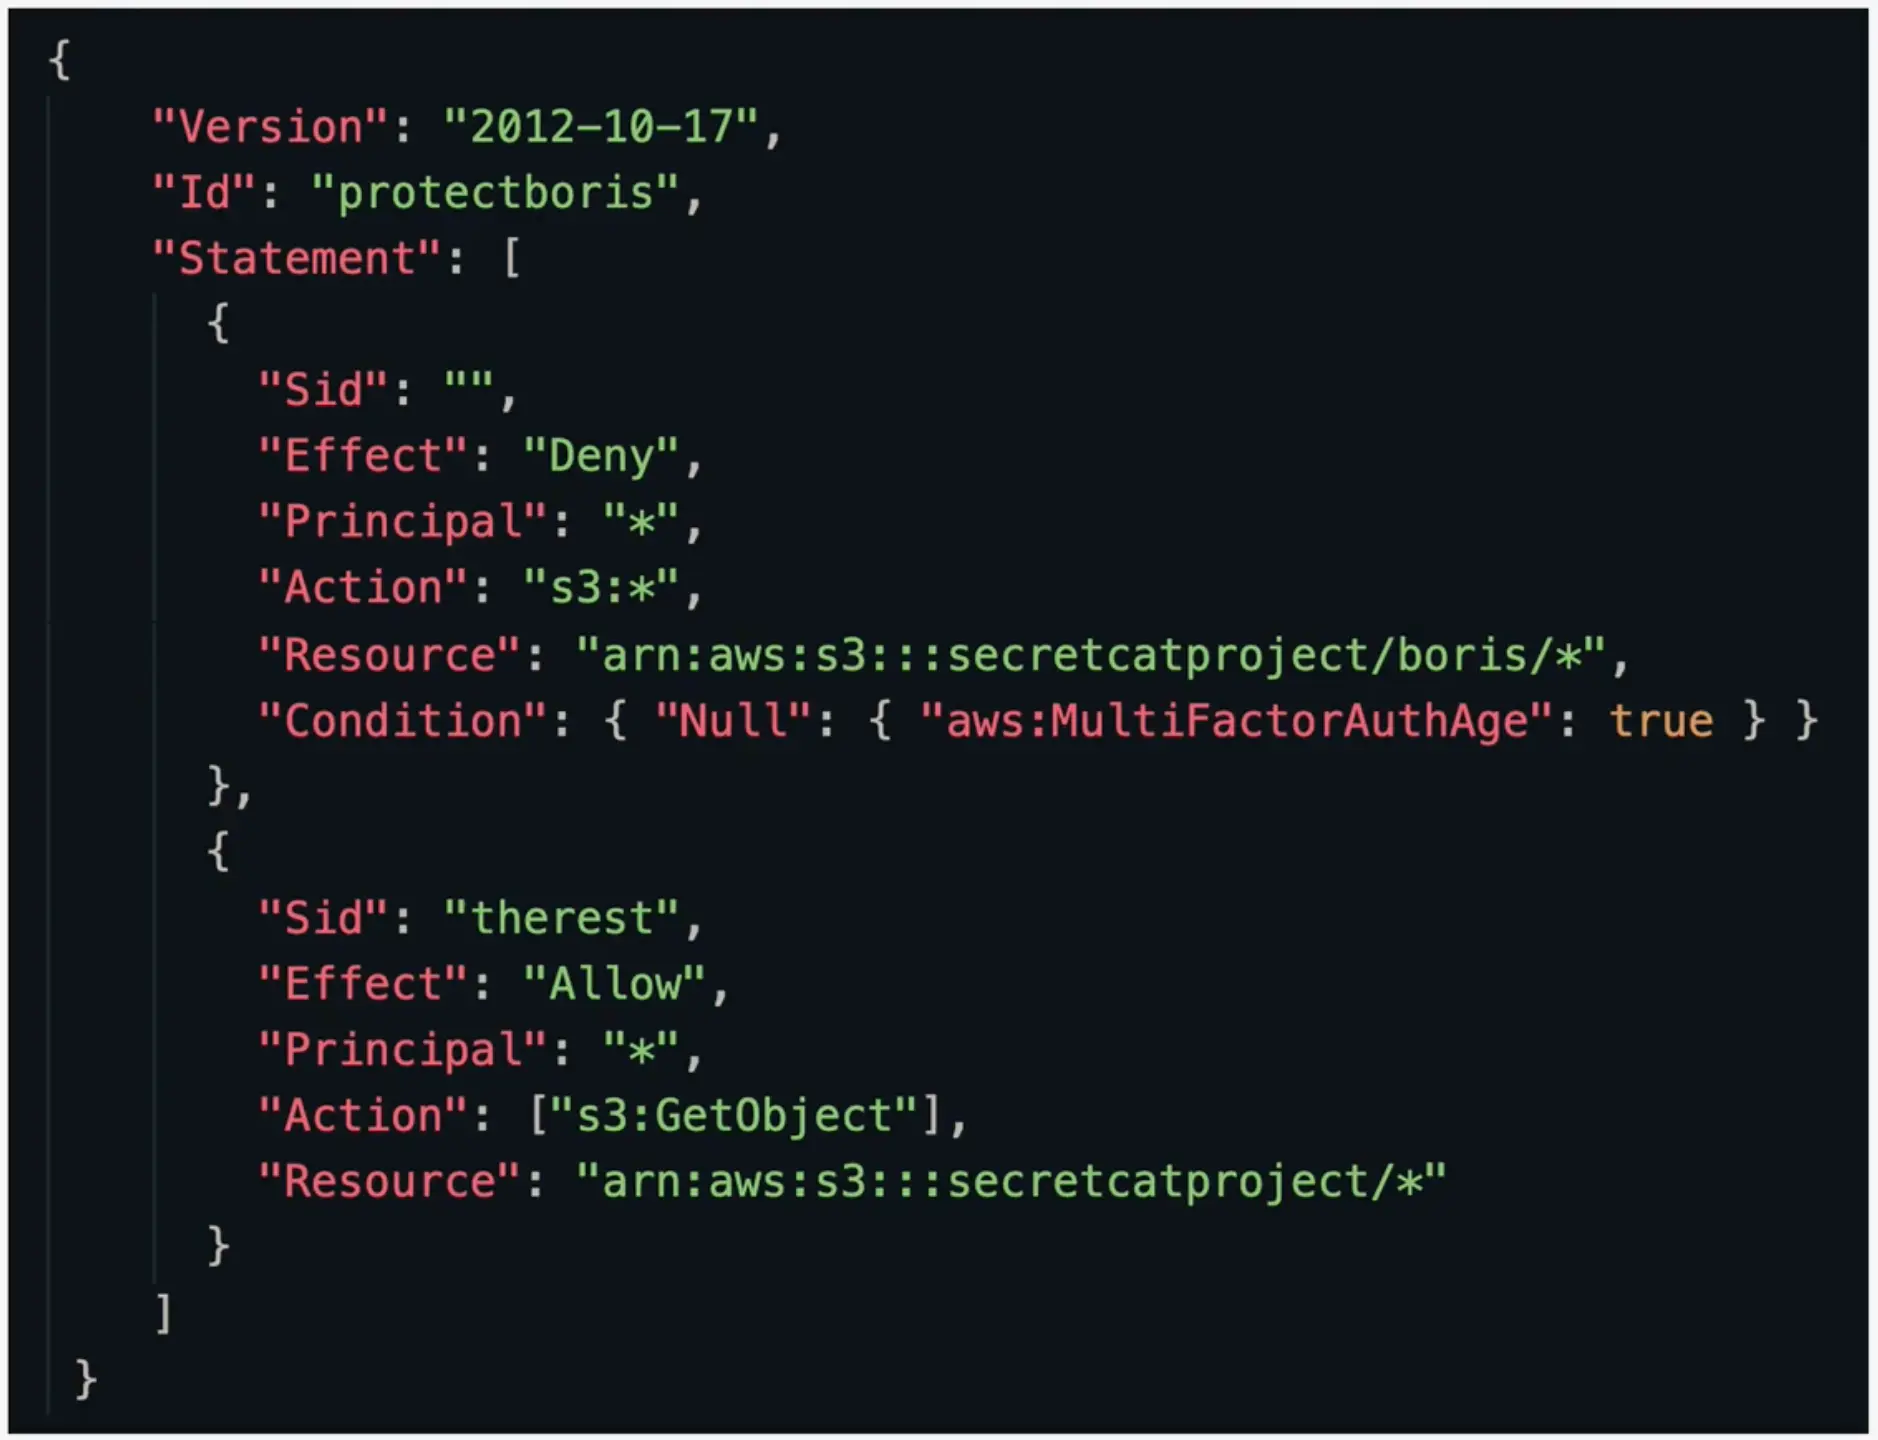 {
"Version": "2012-10-17",
"Id": "protectboris",
"Statement": [
{
"Sid": "",
"Effect": "Deny",
"Principal": "*",
"Action": "s3:*",
"Resource": "arn:aws:s3:::secretcatproject/boris/*",
"Condition": { "Null": { "aws:MultiFactorAuthAge": true } }
},
{
"Sid": "therest",
"Effect": "Allow",
"Principal": "*",
"Action": ["s3:GetObject"],
"Resource": "arn:aws:s3:::secretcatproject/*"
}
]
}